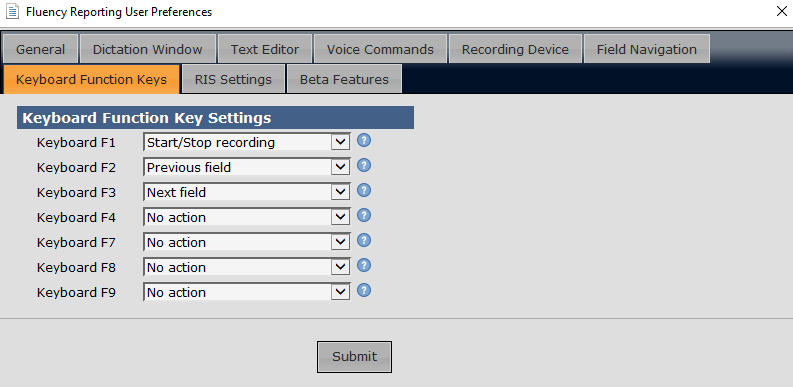 Fluency Reporting User Preferences
General Dictation Window Text Editor Voice Commands Recording Device Field Navigation
Keyboard Function Keys RIS Settings Beta Features
Keyboard Function Key Settings
Keyboard F1 Start/Stop recording ?
Keyboard F2 Previous field ?
Keyboard F3 Next field ?
Keyboard F4 No action ?
Keyboard F7 No action ?
Keyboard F8 No action ?
Keyboard F9 No action ?
Submit